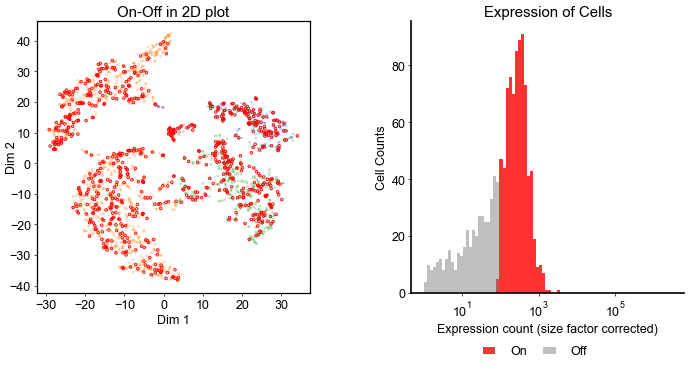 On-Off in 2D plot
40
30
20
10
0
−10
−20
−30
−40
Dim 2
−30 −20 −10 0 10 20 30
Dim 1
Expression of Cells
80
60
40
20
0
Cell Counts
10^1 10^3 10^5
Expression count (size factor corrected)
On Off